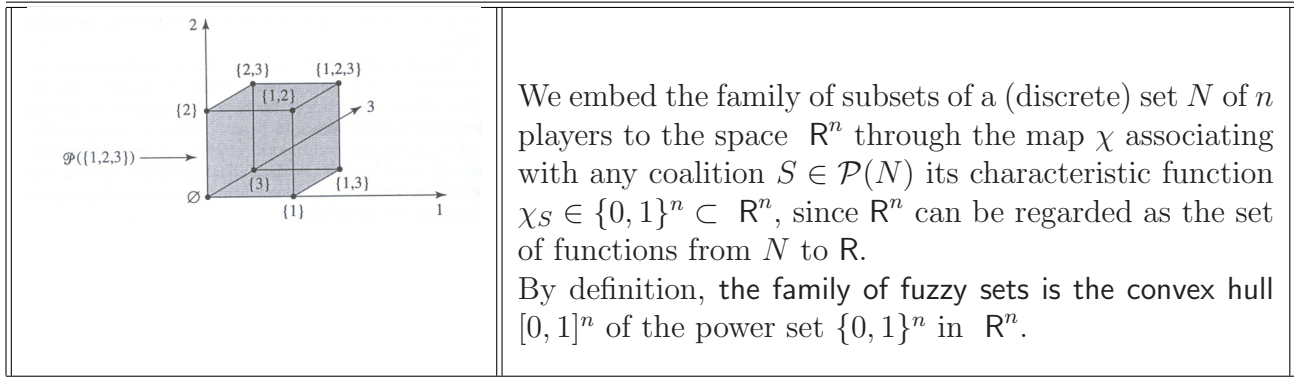 2
{2,3}
{1,2,3}
{1,2}
3
{2}
𝒫({1,2,3})
{3}
{1,3}
∅
{1}
1
We embed the family of subsets of a (discrete) set N of n
players to the space Rⁿ through the map χ associating
with any coalition S ∈ 𝒫(N) its characteristic function
χ_S ∈ {0, 1}ⁿ ⊂ Rⁿ, since Rⁿ can be regarded as the set
of functions from N to R.
By definition, the family of fuzzy sets is the convex hull
[0, 1]ⁿ of the power set {0, 1}ⁿ in Rⁿ.